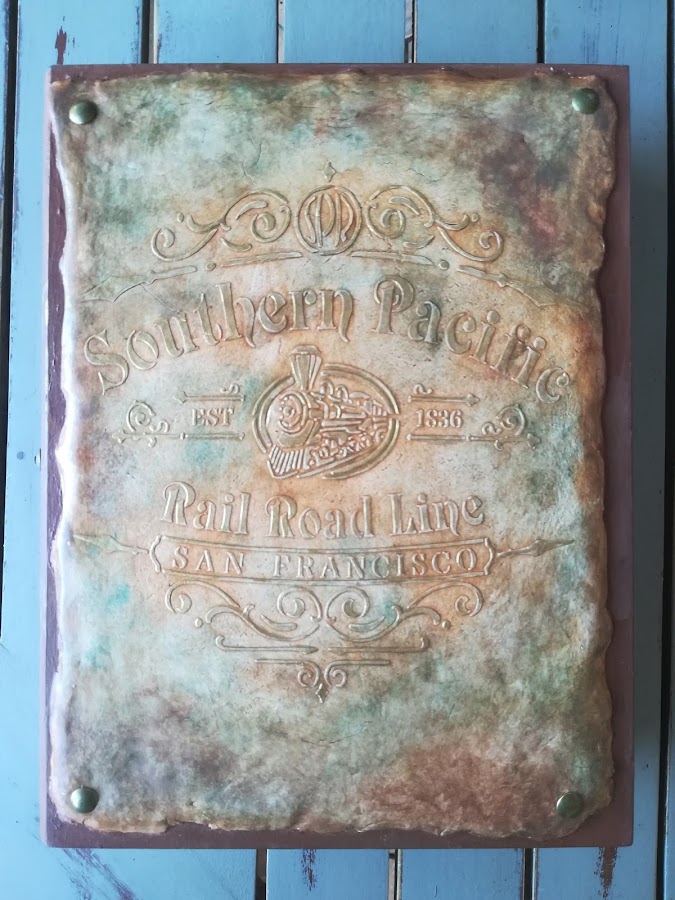 Southern Pacific
EST 1836
Rail Road Line
SAN FRANCISCO